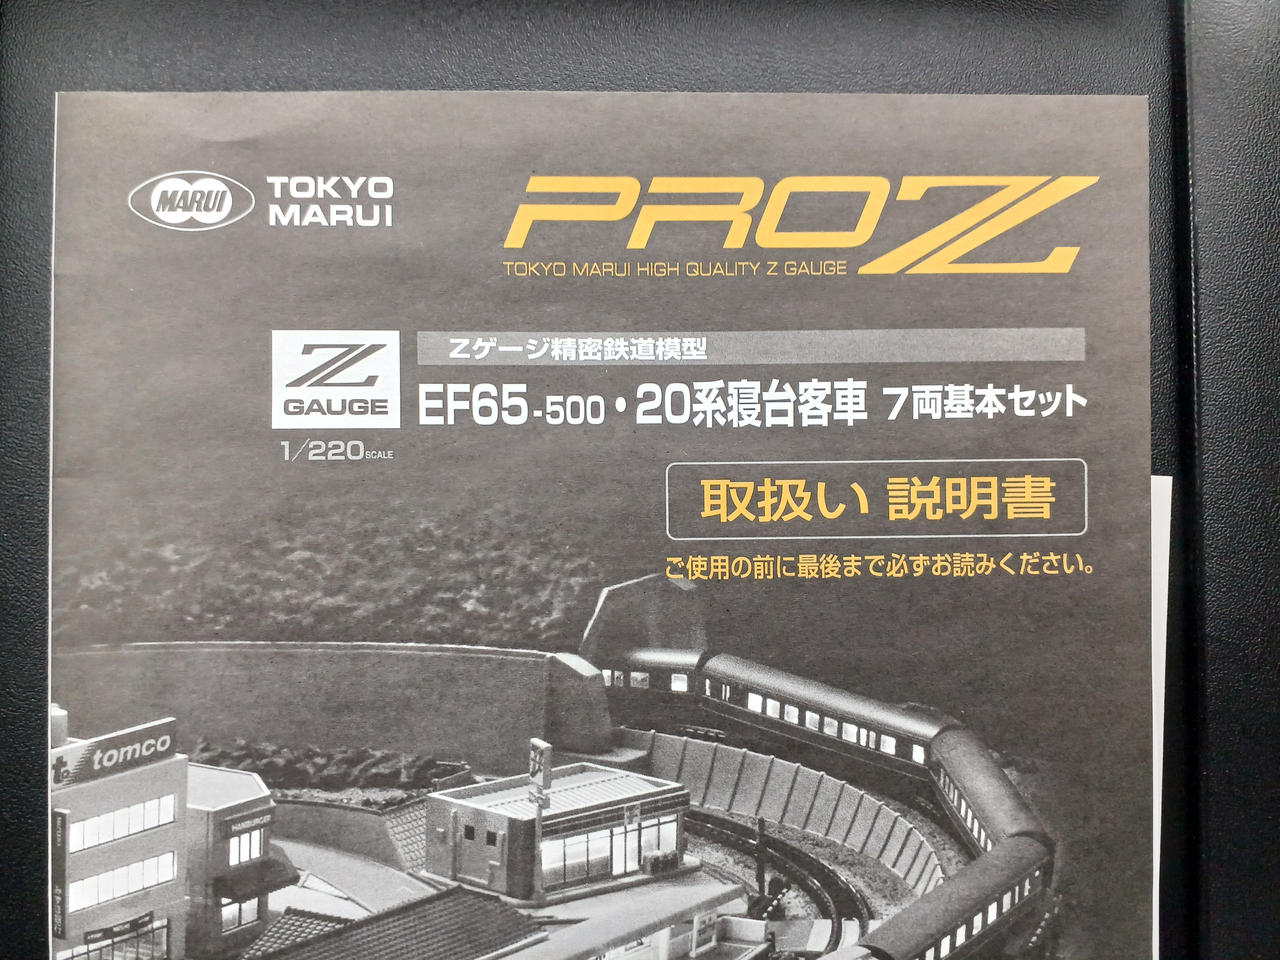 MARUI
TOKYO
MARUI
PROZ
TOKYO MARUI HIGH QUALITY Z GAUGE
Z
GAUGE
1/220 SCALE
Zゲージ精密鉄道模型
EF65-500・20系寝台客車 7両基本セット
取扱い 説明書
ご使用の前に最後まで必ずお読みください。
tomco
HAMBURGER